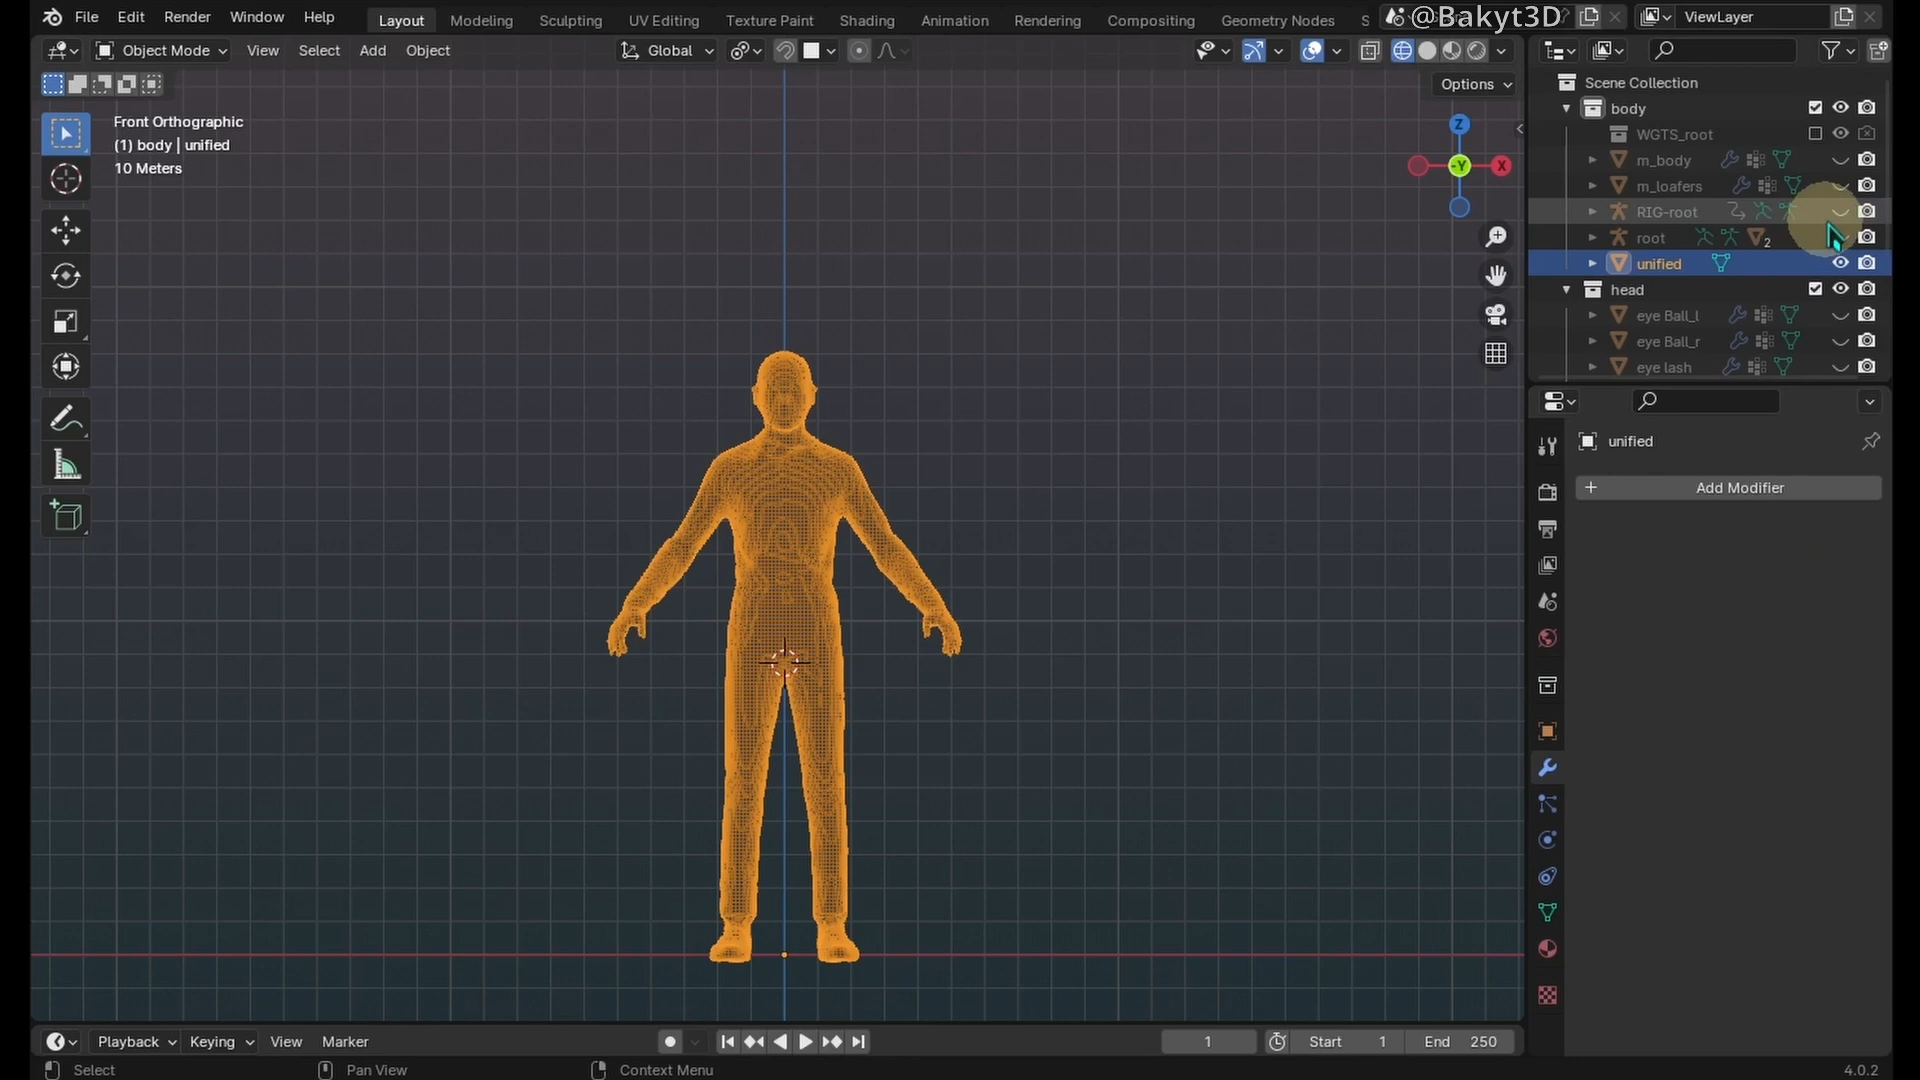 File Edit Render Window Help Layout Modeling Sculpting UV Editing Texture Paint Shading Animation Rendering Compositing Geometry Nodes S @Bakyt3D ViewLayer
Object Mode View Select Add Object Global
Options
Front Orthographic
(1) body | unified
10 Meters
Z
-Y
X
Scene Collection
body
WGTS_root
m_body
m_loafers
RIG-root
root 2
unified
head
eye Ball_l
eye Ball_r
eye lash
unified
+ Add Modifier
Playback Keying View Marker 1 Start 1 End 250
Select Pan View Context Menu 4.0.2